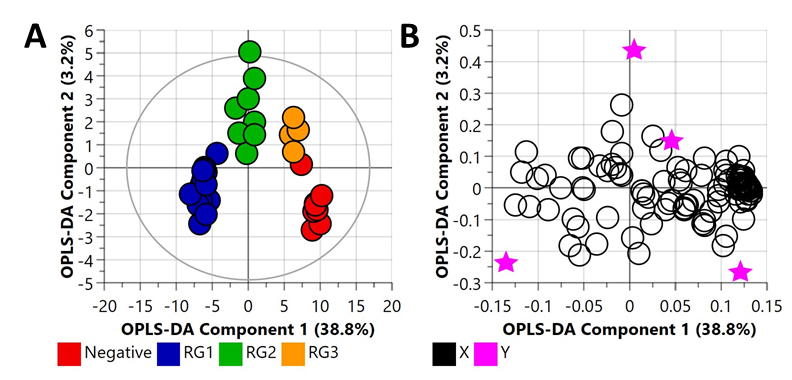 A
OPLS-DA Component 2 (3.2%)
6
5
4
3
2
1
0
-1
-2
-3
-4
-5
-20 -15 -10 -5 0 5 10 15 20
OPLS-DA Component 1 (38.8%)
Negative RG1 RG2 RG3
B
OPLS-DA Component 2 (3.2%)
0.5
0.4
0.3
0.2
0.1
0
-0.1
-0.2
-0.3
-0.15 -0.1 -0.05 0 0.05 0.1 0.15
OPLS-DA Component 1 (38.8%)
X Y